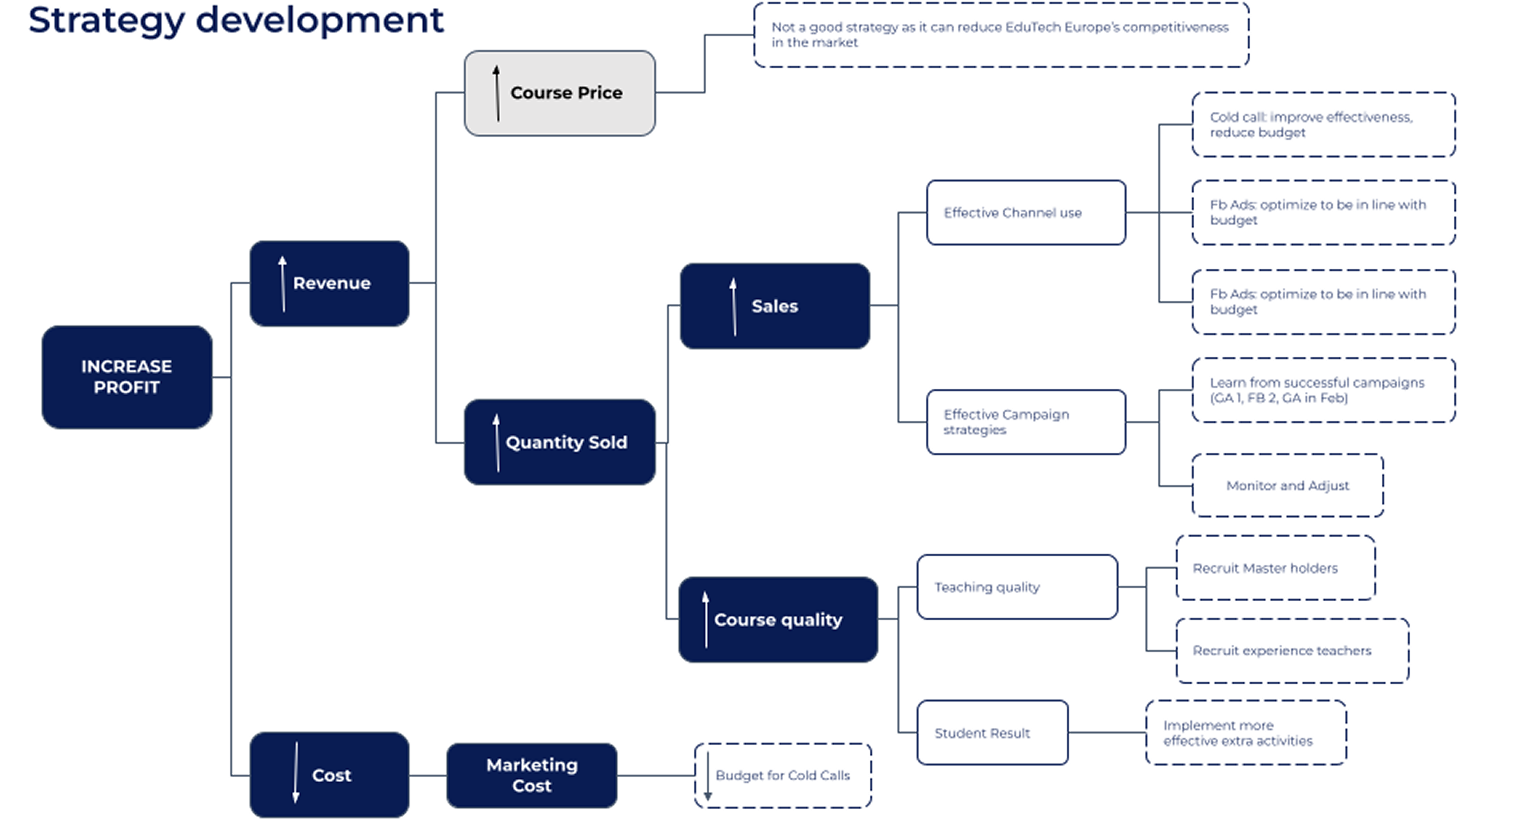 Strategy development
Not a good strategy as it can reduce EduTech Europe's competitiveness
in the market
Course Price
Cold call: improve effectiveness,
reduce budget
Effective Channel use
Fb Ads: optimize to be in line with
budget
Revenue
Sales
Fb Ads: optimize to be in line with
budget
INCREASE
PROFIT
Learn from successful campaigns
(GA 1, FB 2, GA in Feb)
Effective Campaign
strategies
Quantity Sold
Monitor and Adjust
Recruit Master holders
Teaching quality
Course quality
Recruit experience teachers
Student Result
Implement more
effective extra activities
Cost
Marketing
Cost
Budget for Cold Calls